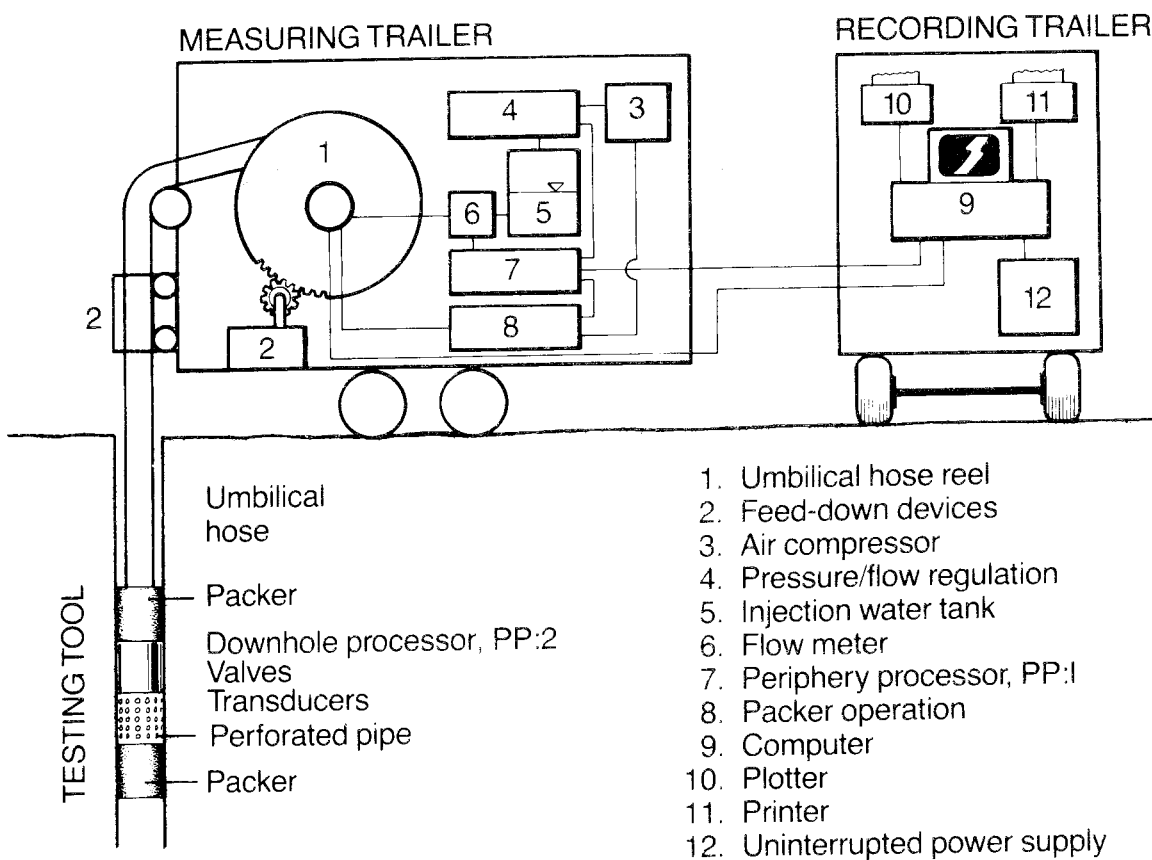 MEASURING TRAILER
RECORDING TRAILER
1
2
2
3
4
5
6
7
8
9
10
11
12
TESTING TOOL
Umbilical
hose
Packer
Downhole processor, PP:2
Valves
Transducers
Perforated pipe
Packer
1. Umbilical hose reel
2. Feed-down devices
3. Air compressor
4. Pressure/flow regulation
5. Injection water tank
6. Flow meter
7. Periphery processor, PP:I
8. Packer operation
9. Computer
10. Plotter
11. Printer
12. Uninterrupted power supply